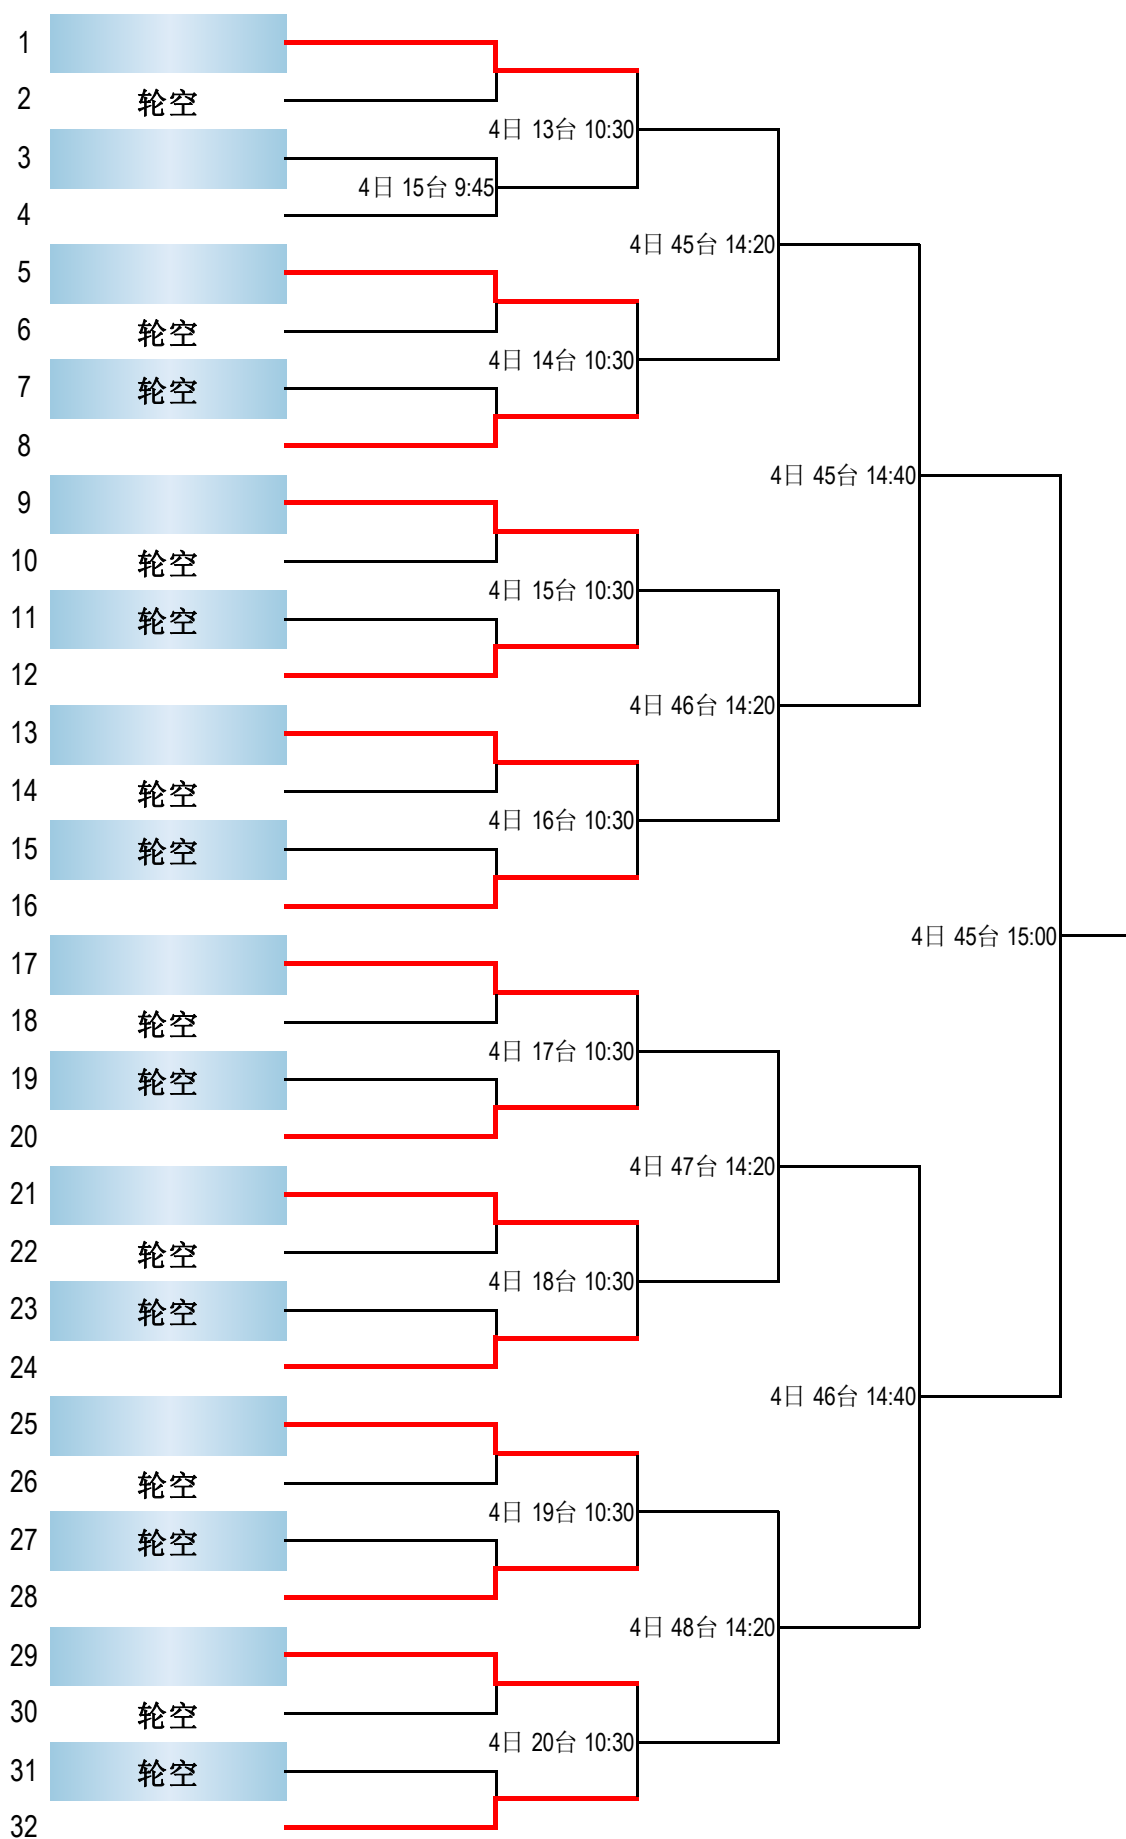 1
2 轮空
4日 13台 10:30
3
4日 15台 9:45
4
4日 45台 14:20
5
6 轮空
4日 14台 10:30
7 轮空
8
4日 45台 14:40
9
10 轮空
4日 15台 10:30
11 轮空
12
4日 46台 14:20
13
14 轮空
4日 16台 10:30
15 轮空
16
4日 45台 15:00
17
18 轮空
4日 17台 10:30
19 轮空
20
4日 47台 14:20
21
22 轮空
4日 18台 10:30
23 轮空
24
4日 46台 14:40
25
26 轮空
4日 19台 10:30
27 轮空
28
4日 48台 14:20
29
30 轮空
4日 20台 10:30
31 轮空
32